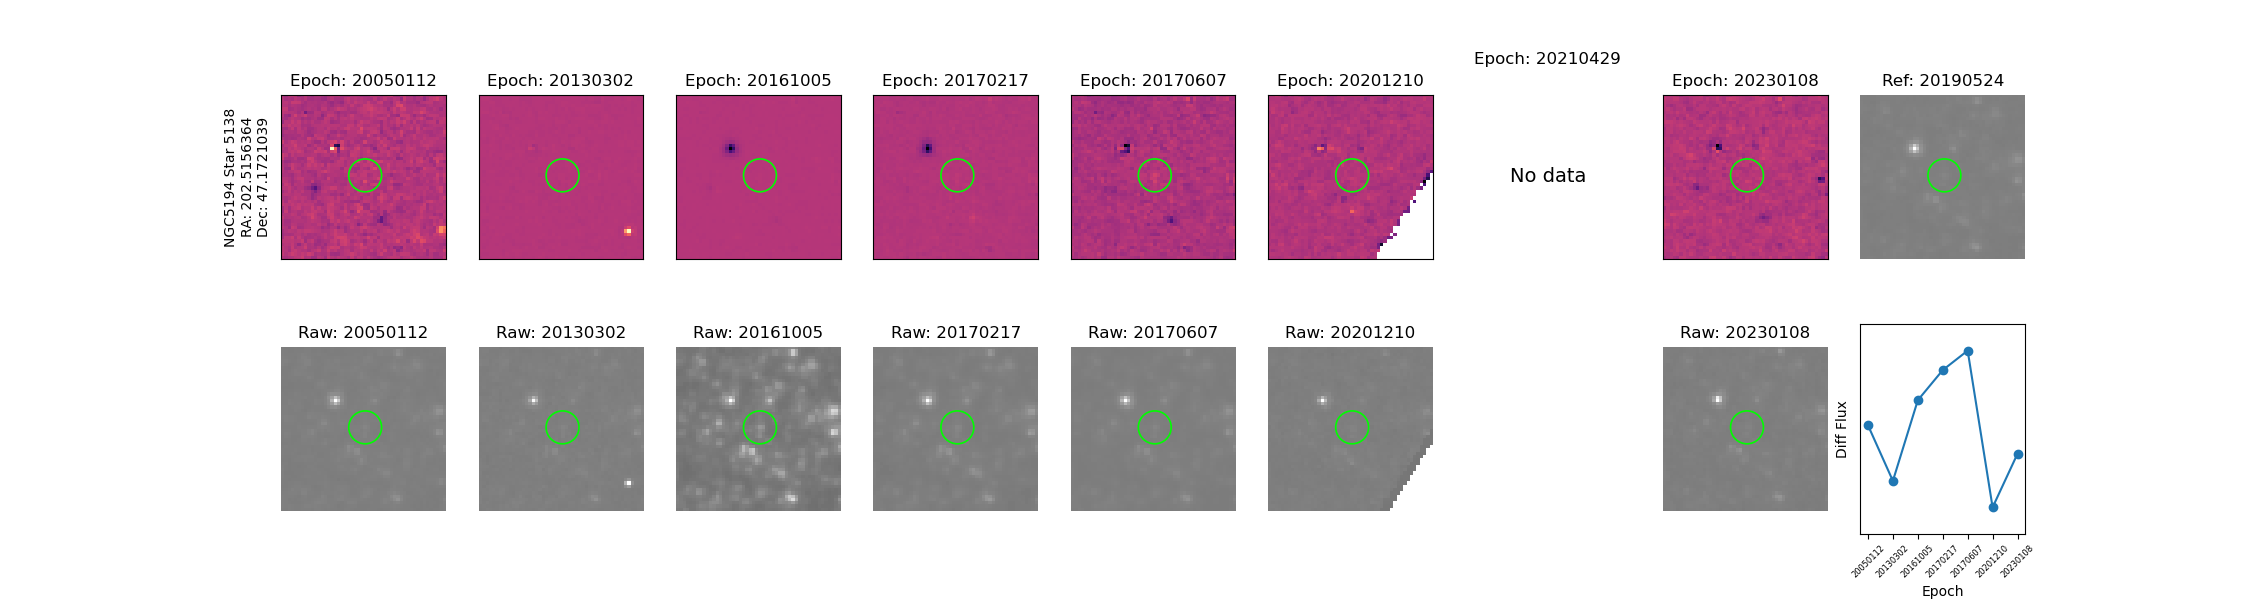 NGC5194 Star 5138
RA: 202.5156364
Dec: 47.1721039
Epoch: 20050112
Epoch: 20130302
Epoch: 20161005
Epoch: 20170217
Epoch: 20170607
Epoch: 20201210
Epoch: 20210429
No data
Epoch: 20230108
Ref: 20190524
Raw: 20050112
Raw: 20130302
Raw: 20161005
Raw: 20170217
Raw: 20170607
Raw: 20201210
Raw: 20230108
Diff Flux
20050112
20130302
20161005
20170217
20170607
20201210
20230108
Epoch